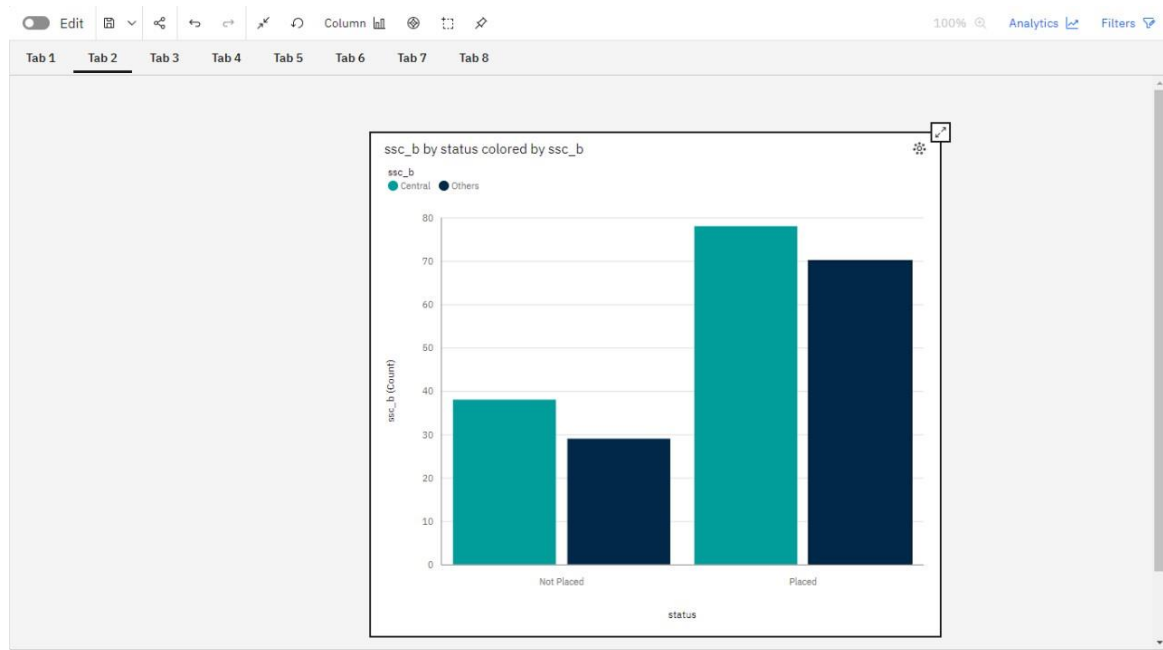 Edit Column 100% Analytics Filters
Tab 1 Tab 2 Tab 3 Tab 4 Tab 5 Tab 6 Tab 7 Tab 8
ssc_b by status colored by ssc_b
ssc_b
Central Others
80
70
60
50
40
30
20
10
0
ssc_b (Count)
Not Placed Placed
status